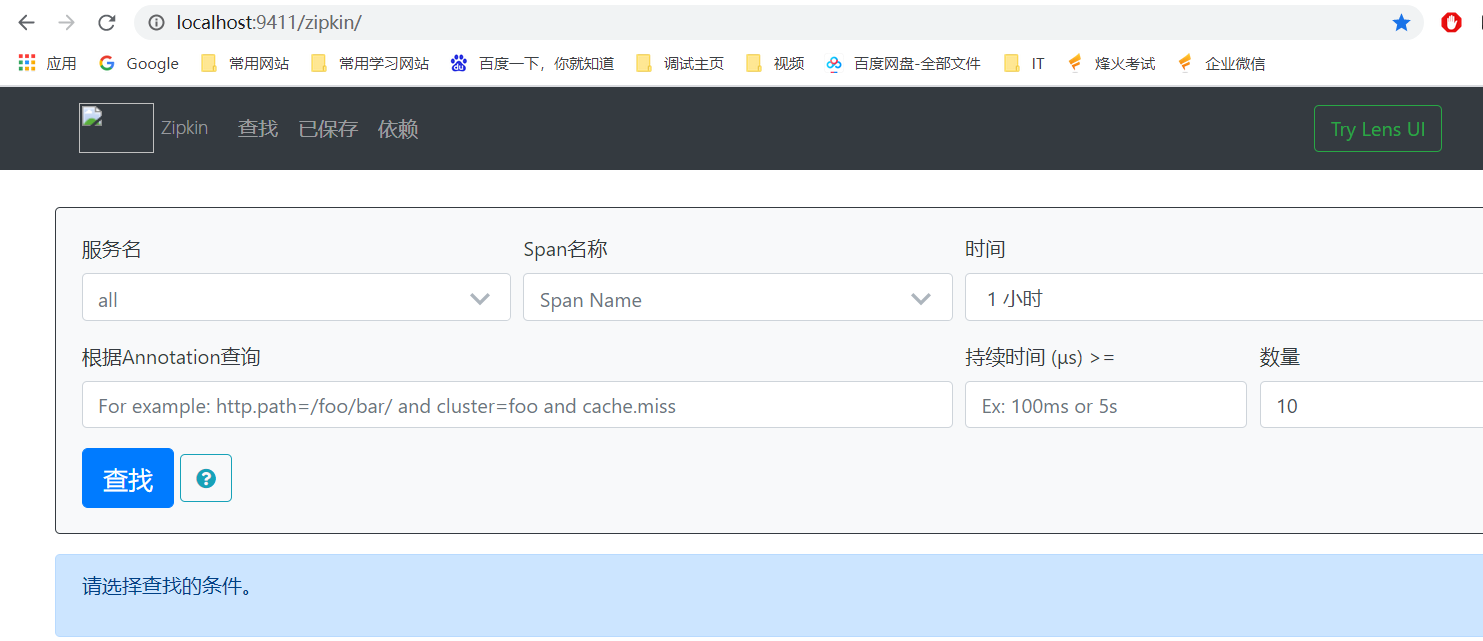 localhost:9411/zipkin/
应用 Google 常用网站 常用学习网站 百度一下，你就知道 调试主页 视频 百度网盘-全部文件 IT 烽火考试 企业微信
Zipkin 查找 已保存 依赖 Try Lens UI
服务名 Span名称 时间
all Span Name 1 小时
根据Annotation查询 持续时间 (μs) >= 数量
For example: http.path=/foo/bar/ and cluster=foo and cache.miss Ex: 100ms or 5s 10
查找
请选择查找的条件。